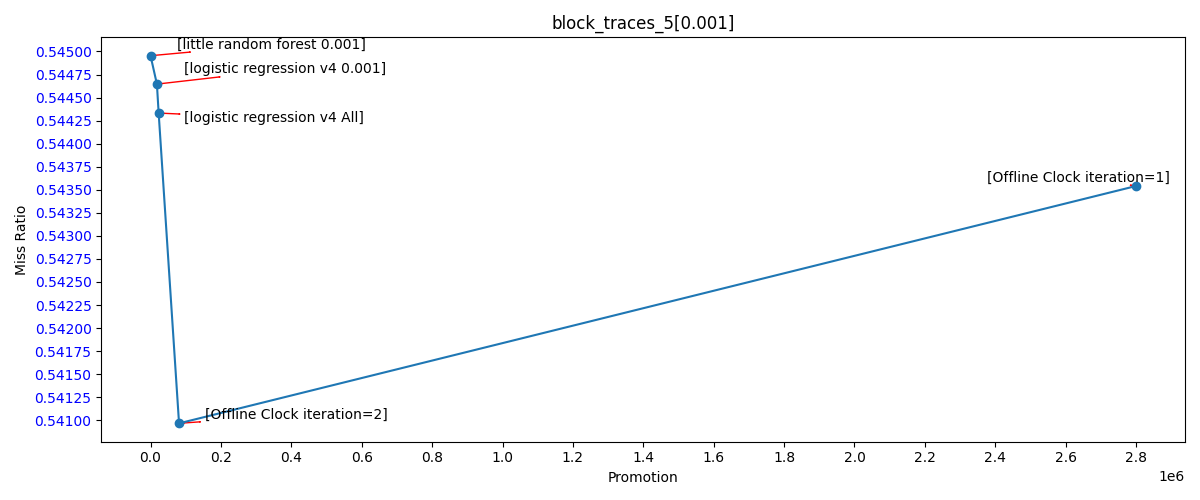 block_traces_5[0.001]
[little random forest 0.001]
[logistic regression v4 0.001]
[logistic regression v4 All]
[Offline Clock iteration=1]
[Offline Clock iteration=2]
Miss Ratio
0.54500
0.54475
0.54450
0.54425
0.54400
0.54375
0.54350
0.54325
0.54300
0.54275
0.54250
0.54225
0.54200
0.54175
0.54150
0.54125
0.54100
0.0 0.2 0.4 0.6 0.8 1.0 1.2 1.4 1.6 1.8 2.0 2.2 2.4 2.6 2.8
Promotion
1e6